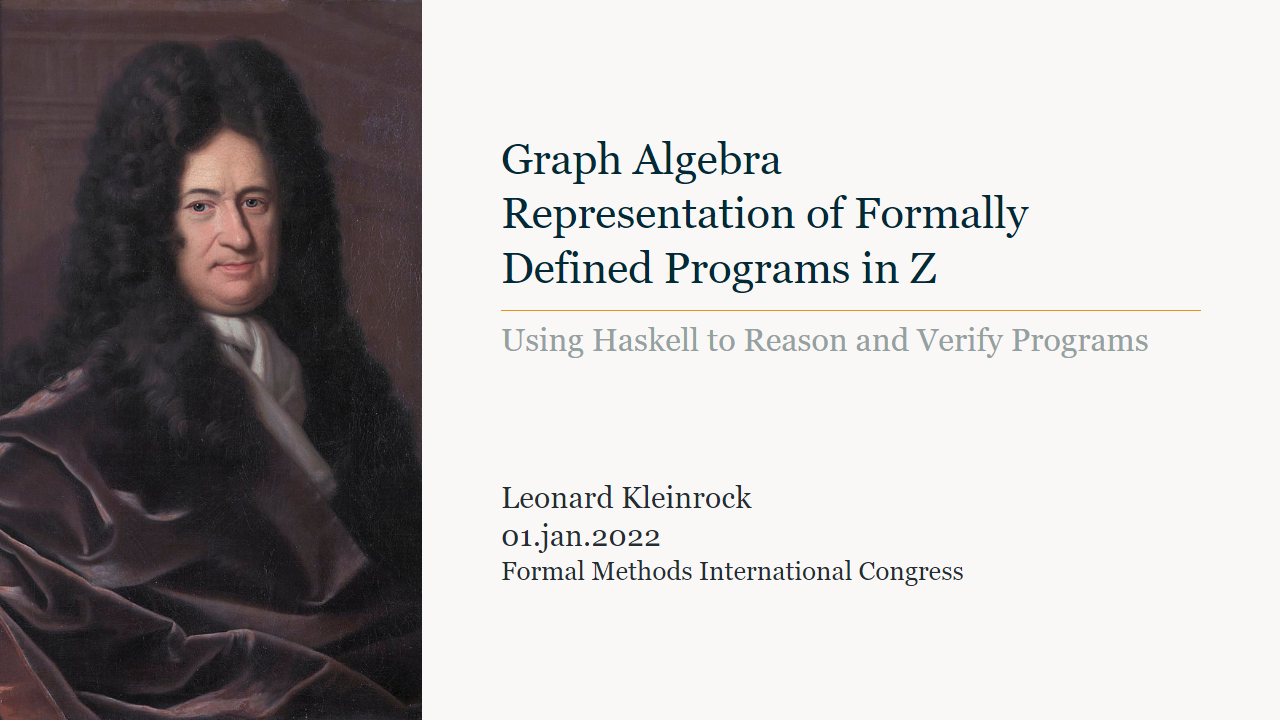 Graph Algebra
Representation of Formally
Defined Programs in Z
Using Haskell to Reason and Verify Programs
Leonard Kleinrock
01.jan.2022
Formal Methods International Congress